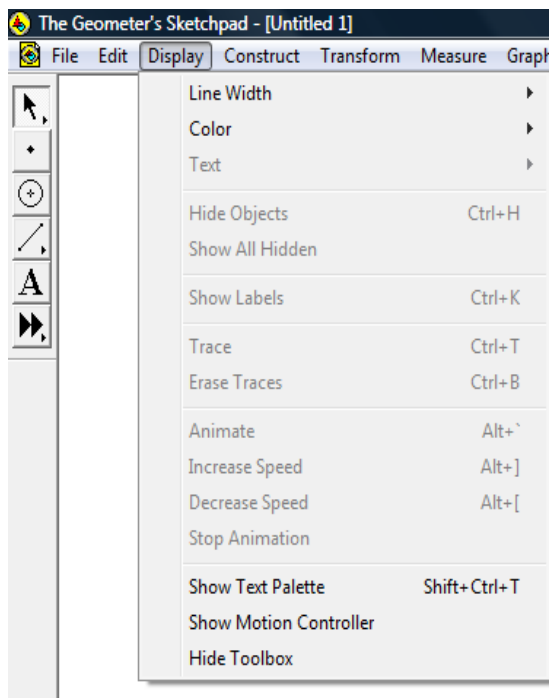 The Geometer's Sketchpad - [Untitled 1]
File Edit Display Construct Transform Measure Graph
Line Width
Color
Text
Hide Objects Ctrl+H
Show All Hidden
Show Labels Ctrl+K
Trace Ctrl+T
Erase Traces Ctrl+B
Animate Alt+`
Increase Speed Alt+]
Decrease Speed Alt+[
Stop Animation
Show Text Palette Shift+Ctrl+T
Show Motion Controller
Hide Toolbox
A